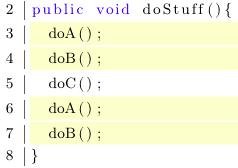 2 public void doStuff(){
3 doA();
4 doB();
5 doC();
6 doA();
7 doB();
8 }